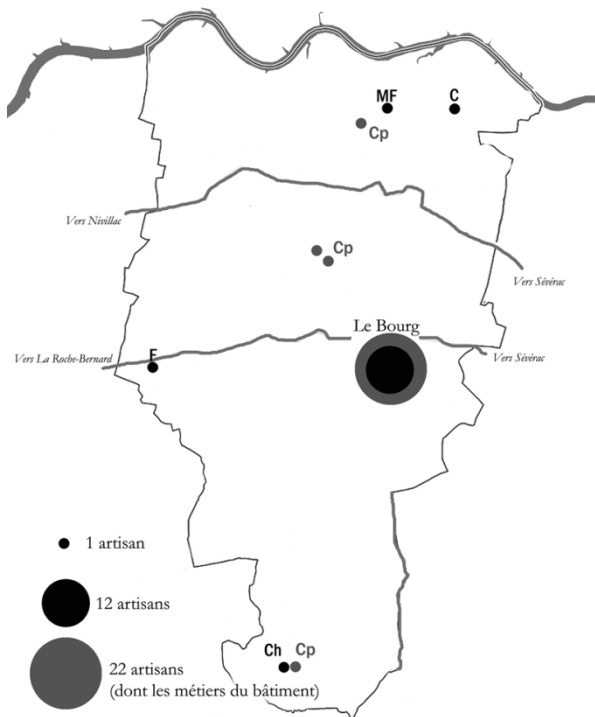 MF
C
Cp
Vers Nivillac
Cp
Vers Sévérac
Le Bourg
Vers La Roche-Bernard
F
Vers Sévérac
1 artisan
12 artisans
Ch
Cp
22 artisans
(dont les métiers du bâtiment)